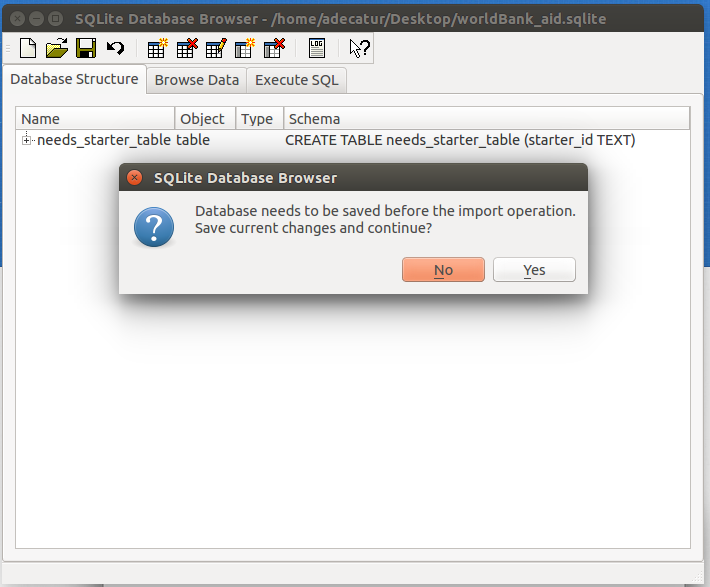 SQLite Database Browser - /home/adecatur/Desktop/worldBank_aid.sqlite
LOG
Database Structure Browse Data Execute SQL
Name Object Type Schema
needs_starter_table table CREATE TABLE needs_starter_table (starter_id TEXT)
SQLite Database Browser
Database needs to be saved before the import operation.
Save current changes and continue?
No Yes